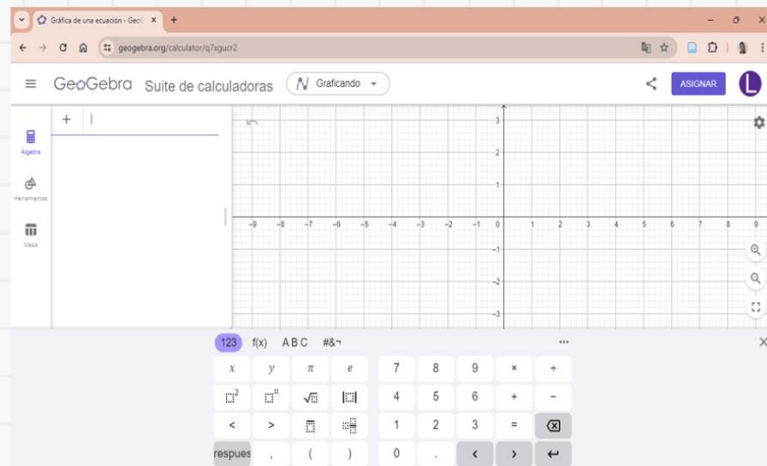 Gráfica de una ecuación - Geo
geogebra.org/calculator/q7xgucr2
GeoGebra Suite de calculadoras Graficando
ASIGNAR
L
Álgebra
Herramientas
Mesa
3
2
1
-9 -8 -7 -6 -5 -4 -3 -2 -1 0 1 2 3 4 5 6 7 8 9
-1
-2
-3
123 f(x) ABC #&¬ ...
x y π e 7 8 9 × ÷
4 5 6 + −
< > 1 2 3 =
respues , ( ) 0 . < >